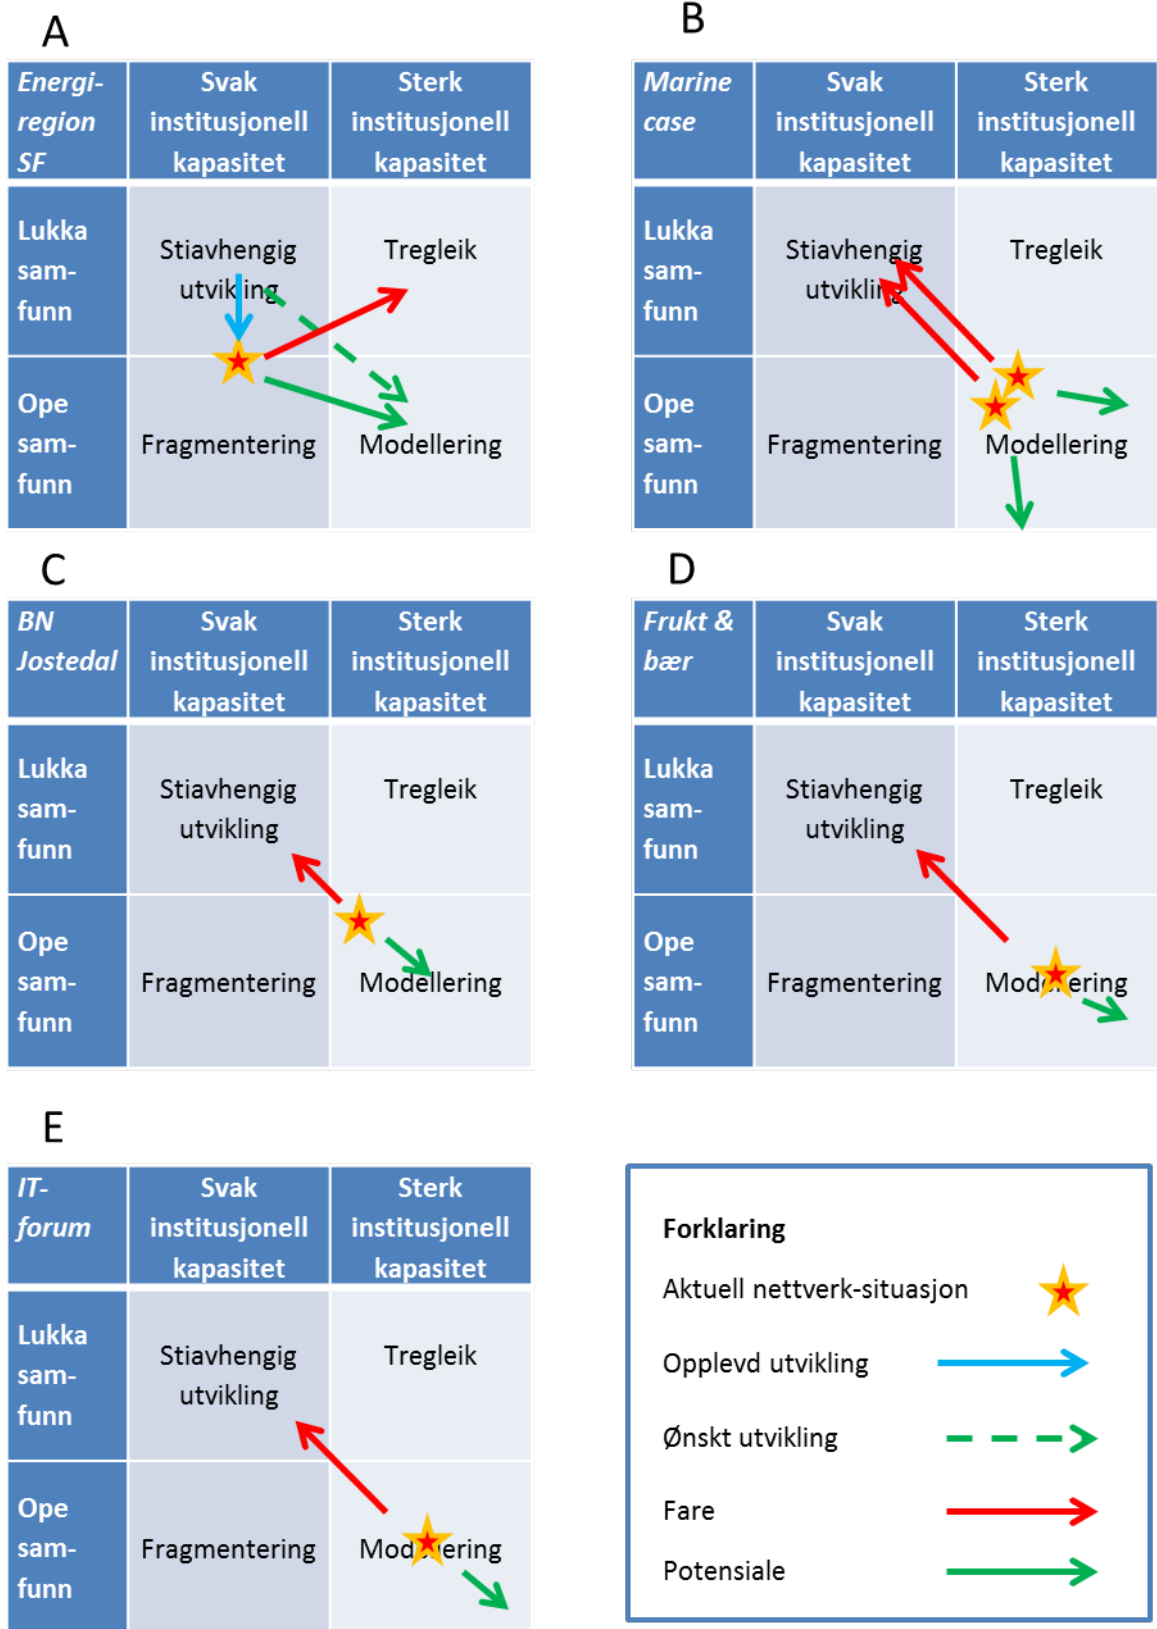 A
Energi-
region
SF
Svak
institusjonell
kapasitet
Sterk
institusjonell
kapasitet
Lukka
sam-
funn
Stiavhengig
utvikling
Tregleik
Ope
sam-
funn
Fragmentering
Modellering
B
Marine
case
Svak
institusjonell
kapasitet
Sterk
institusjonell
kapasitet
Lukka
sam-
funn
Stiavhengig
utvikling
Tregleik
Ope
sam-
funn
Fragmentering
Modellering
C
BN
Jostedal
Svak
institusjonell
kapasitet
Sterk
institusjonell
kapasitet
Lukka
sam-
funn
Stiavhengig
utvikling
Tregleik
Ope
sam-
funn
Fragmentering
Modellering
D
Frukt &
bær
Svak
institusjonell
kapasitet
Sterk
institusjonell
kapasitet
Lukka
sam-
funn
Stiavhengig
utvikling
Tregleik
Ope
sam-
funn
Fragmentering
Modellering
E
IT-
forum
Svak
institusjonell
kapasitet
Sterk
institusjonell
kapasitet
Lukka
sam-
funn
Stiavhengig
utvikling
Tregleik
Ope
sam-
funn
Fragmentering
Modellering
Forklaring
Aktuell nettverk-situasjon
Opplevd utvikling
Ønskt utvikling
Fare
Potensiale